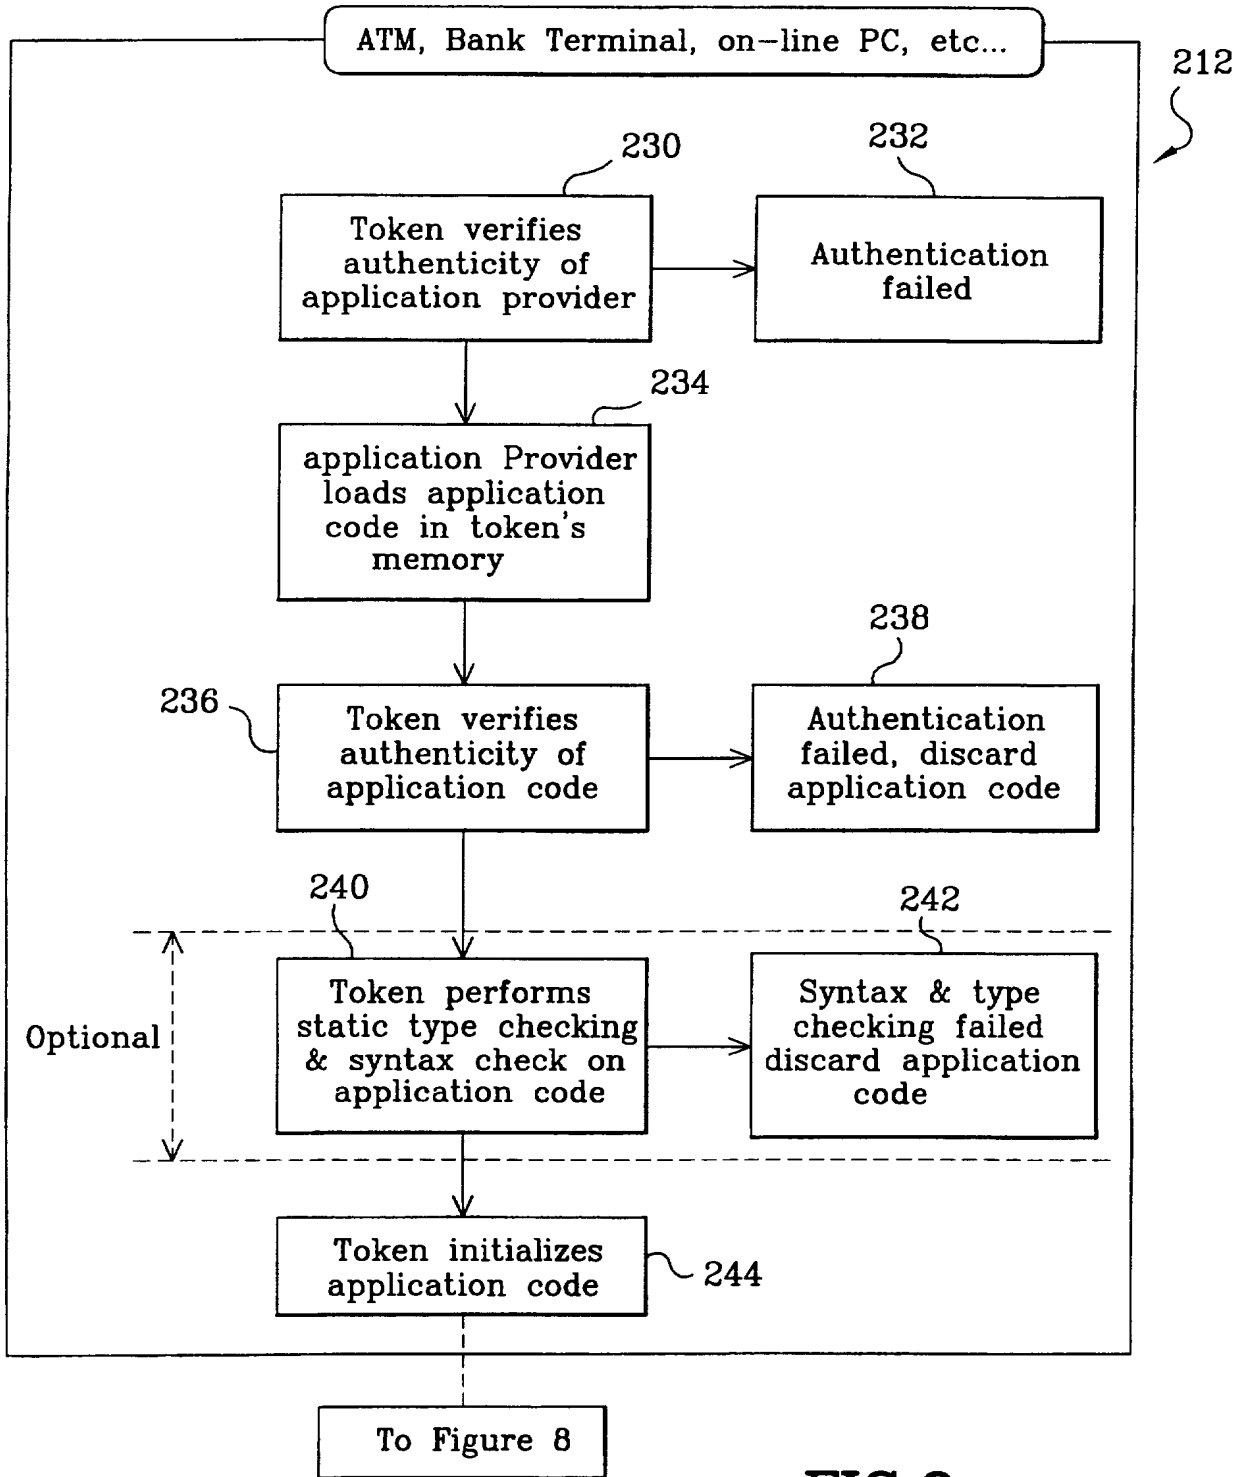 ATM, Bank Terminal, on-line PC, etc...
212
230
232
Token verifies
authenticity of
application provider
Authentication
failed
234
application Provider
loads application
code in token's
memory
238
236
Token verifies
authenticity of
application code
Authentication
failed, discard
application code
240
242
Optional
Token performs
static type checking
& syntax check on
application code
Syntax & type
checking failed
discard application
code
Token initializes
application code
244
To Figure 8